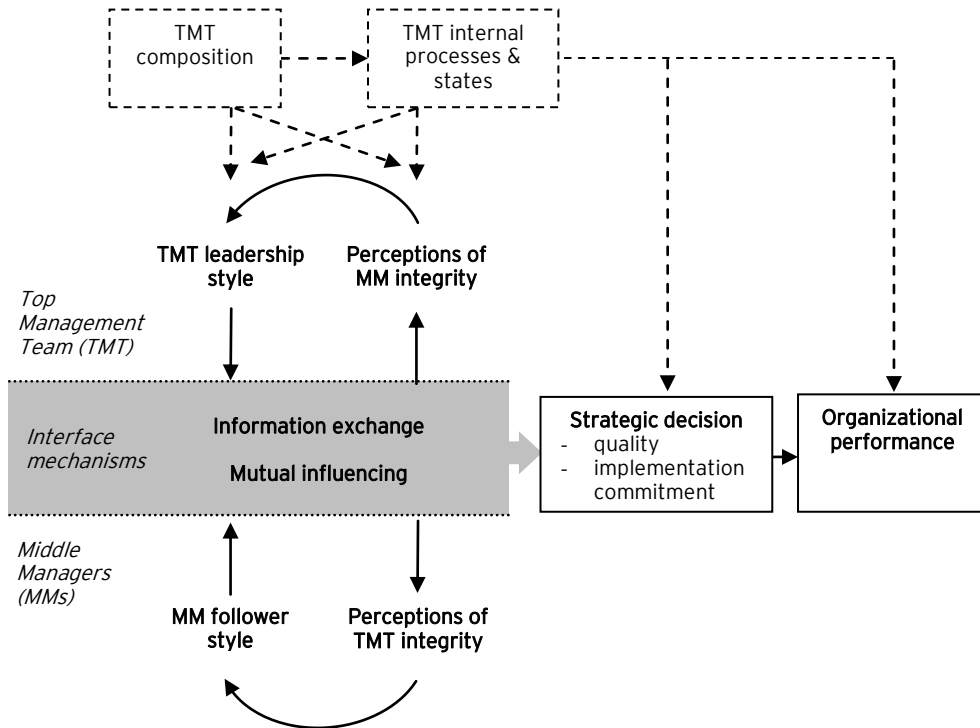 TMT
composition
TMT internal
processes &
states
TMT leadership
style
Perceptions of
MM integrity
Top
Management
Team (TMT)
Interface
mechanisms
Information exchange
Mutual influencing
Strategic decision
- quality
- implementation
commitment
Organizational
performance
Middle
Managers
(MMs)
MM follower
style
Perceptions of
TMT integrity